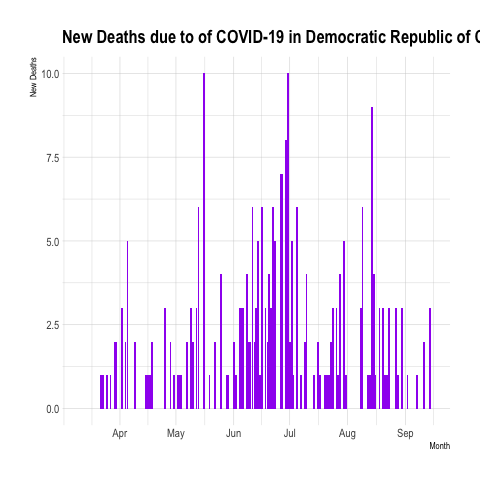 New Deaths due to of COVID-19 in Democratic Republic of C
New Deaths
10.0
7.5
5.0
2.5
0.0
Apr May Jun Jul Aug Sep
Month